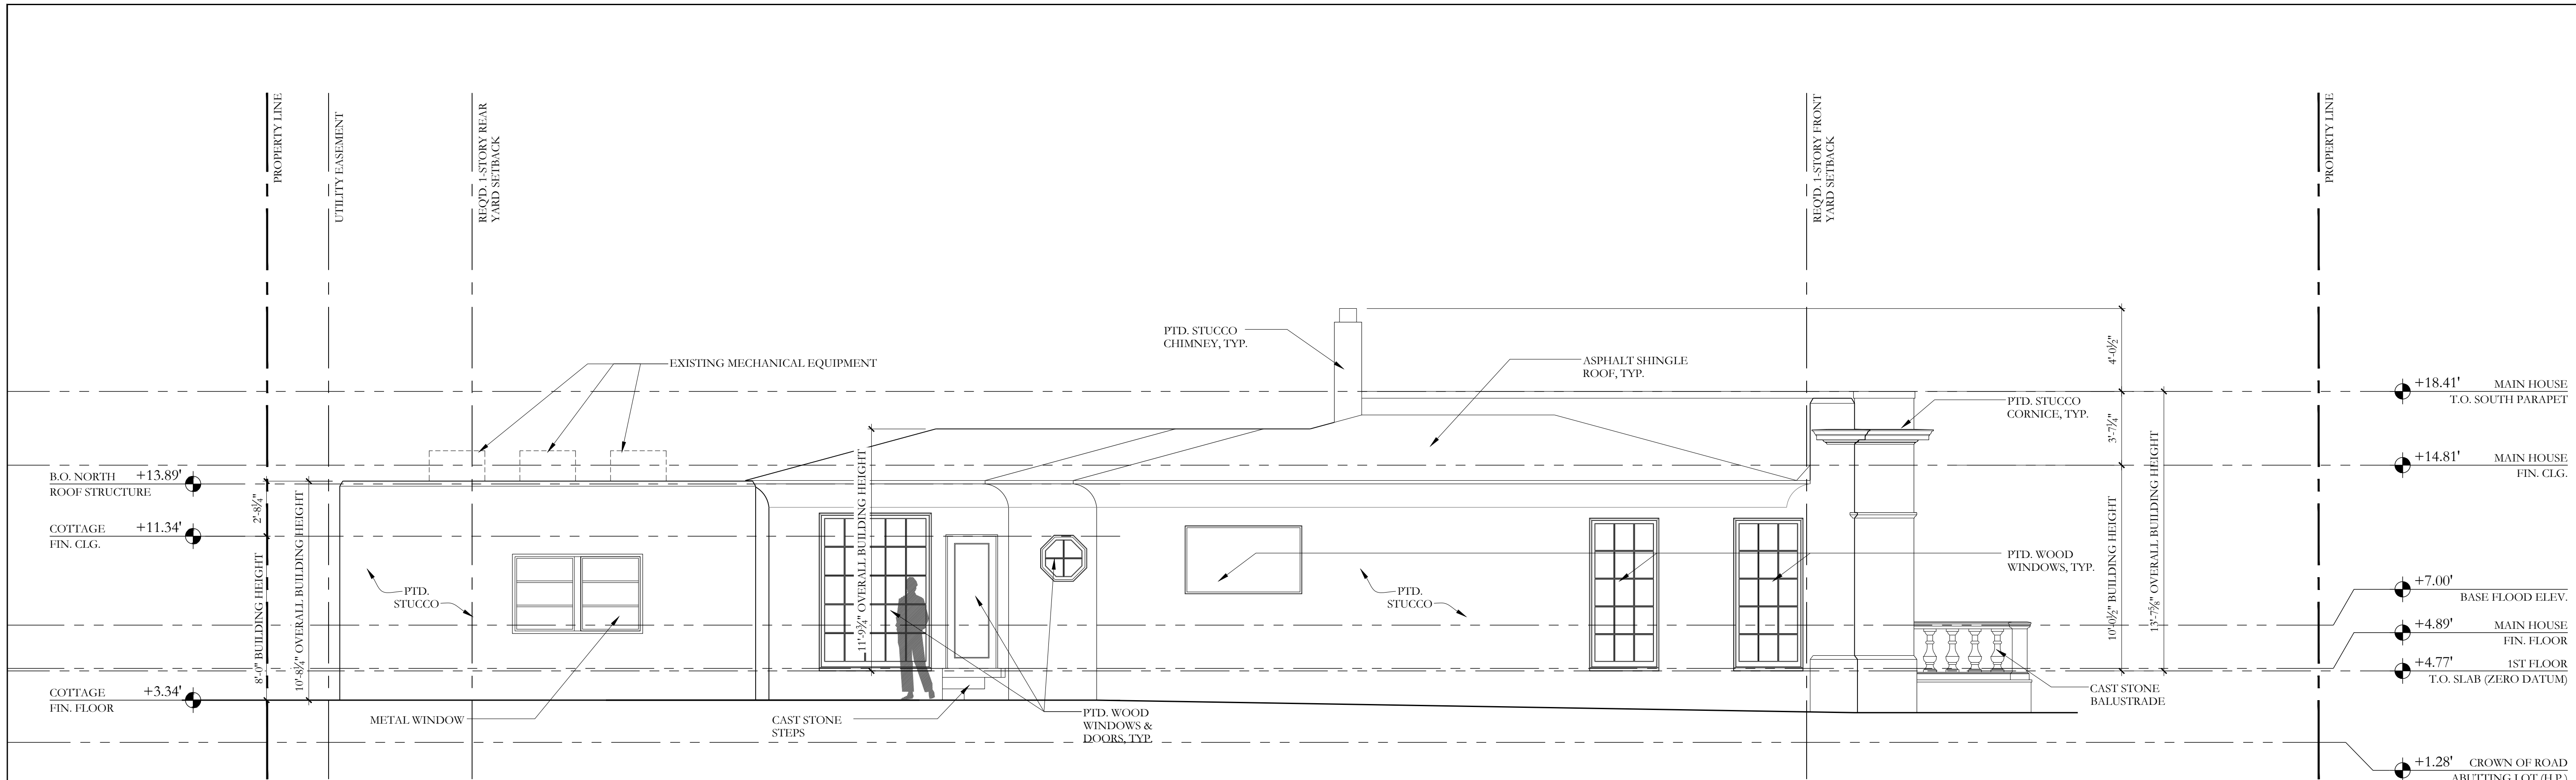 PROPERTY LINE
UTILITY EASEMENT
REQ'D. 1-STORY REAR
YARD SETBACK
REQ'D. 1-STORY FRONT
YARD SETBACK
PROPERTY LINE
PTD. STUCCO
CHIMNEY, TYP.
EXISTING MECHANICAL EQUIPMENT
ASPHALT SHINGLE
ROOF, TYP.
4'-0½"
+18.41' MAIN HOUSE
T.O. SOUTH PARAPET
PTD. STUCCO
CORNICE, TYP.
3'-7¼"
+14.81' MAIN HOUSE
FIN. CLG.
B.O. NORTH +13.89'
ROOF STRUCTURE
2'-8¼"
COTTAGE +11.34'
FIN. CLG.
8'-0" BUILDING HEIGHT
10'-8¼" OVERALL BUILDING HEIGHT
11'-9¾" OVERALL BUILDING HEIGHT
10'-0½" BUILDING HEIGHT
13'-7⅝" OVERALL BUILDING HEIGHT
PTD. WOOD
WINDOWS, TYP.
PTD.
STUCCO
PTD.
STUCCO
+7.00'
BASE FLOOD ELEV.
+4.89' MAIN HOUSE
FIN. FLOOR
+4.77' 1ST FLOOR
T.O. SLAB (ZERO DATUM)
COTTAGE +3.34'
FIN. FLOOR
METAL WINDOW
CAST STONE
STEPS
PTD. WOOD
WINDOWS &
DOORS, TYP.
CAST STONE
BALUSTRADE
+1.28' CROWN OF ROAD
ABUTTING LOT (H.P.)